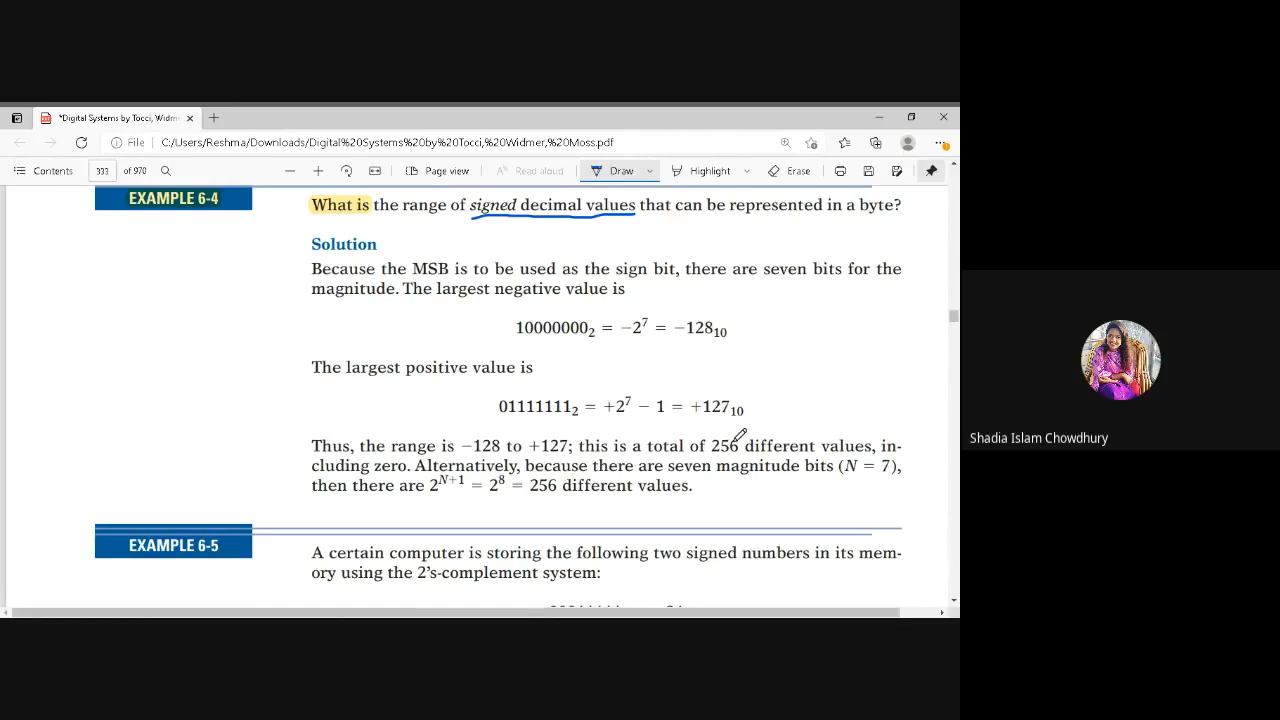 *Digital Systems by Tocci, Widme
File
C:/Users/Reshma/Downloads/Digital%20Systems%20by%20Tocci,%20Widmer,%20Moss.pdf
Contents
333
of 970
Page view
Read aloud
Draw
Highlight
Erase
EXAMPLE 6-4
What is the range of signed decimal values that can be represented in a byte?
Solution
Because the MSB is to be used as the sign bit, there are seven bits for the
magnitude. The largest negative value is
10000000₂ = −2⁷ = −128₁₀
The largest positive value is
01111111₂ = +2⁷ − 1 = +127₁₀
Thus, the range is −128 to +127; this is a total of 256 different values, in-
cluding zero. Alternatively, because there are seven magnitude bits (N = 7),
then there are 2ᴺ⁺¹ = 2⁸ = 256 different values.
EXAMPLE 6-5
A certain computer is storing the following two signed numbers in its mem-
ory using the 2’s-complement system:
Shadia Islam Chowdhury